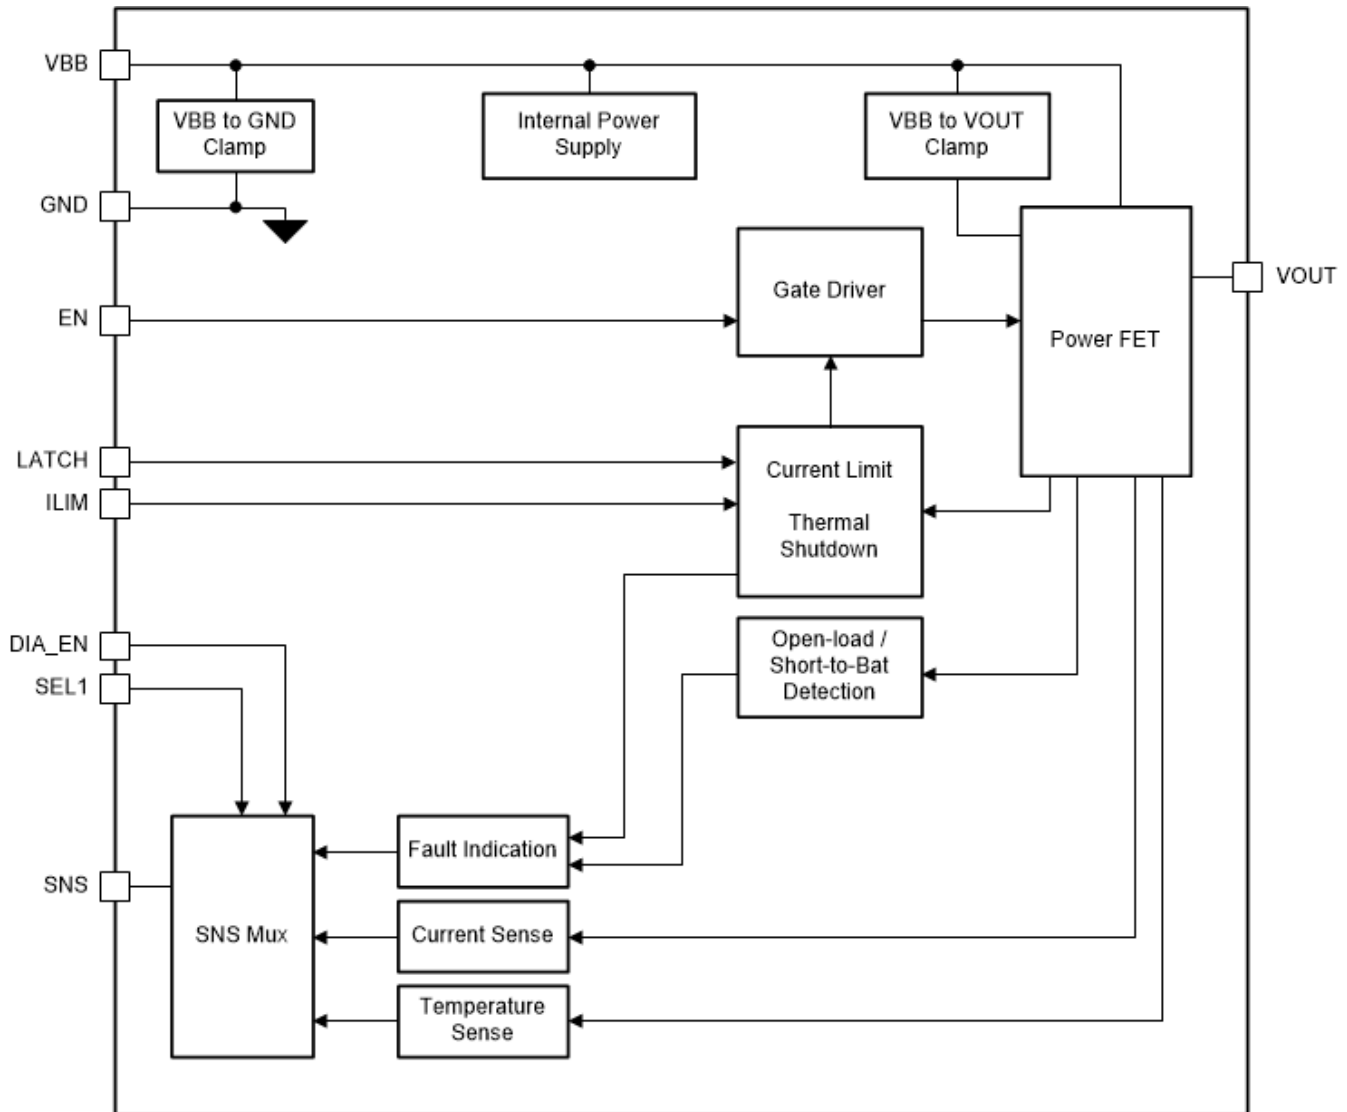 VBB
VBB to GND
Clamp
Internal Power
Supply
VBB to VOUT
Clamp
GND
VOUT
Gate Driver
EN
Power FET
LATCH
ILIM
Current Limit
Thermal
Shutdown
DIA_EN
SEL1
Open-load /
Short-to-Bat
Detection
Fault Indication
SNS
SNS Mux
Current Sense
Temperature
Sense